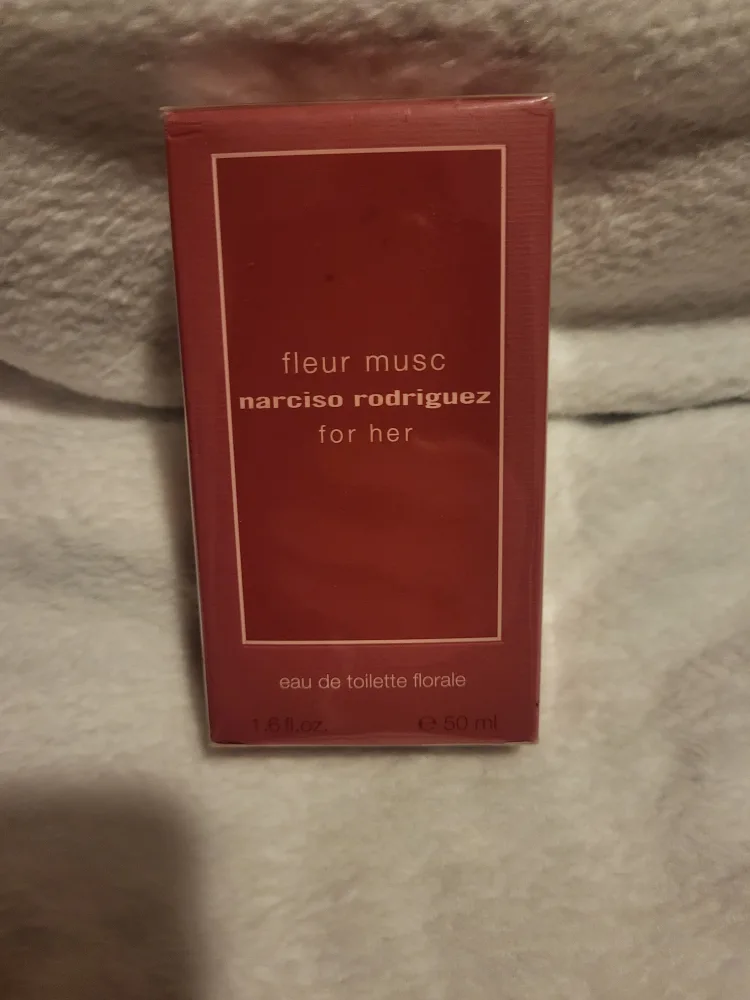 fleur musc
narciso rodriguez
for her
eau de toilette florale
1.6 fl.oz. e 50 ml